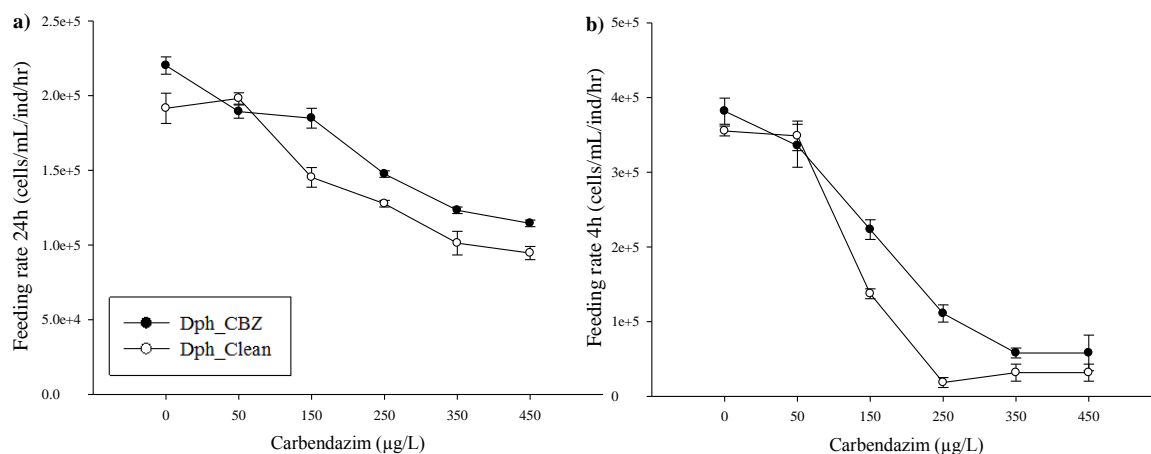 a)
2.5e+5
2.0e+5
1.5e+5
1.0e+5
5.0e+4
0.0
Feeding rate 24h (cells/mL/ind/hr)
Dph_CBZ
Dph_Clean
0 50 150 250 350 450
Carbendazim (µg/L)
b)
4e+5
3e+5
2e+5
1e+5
0
Feeding rate 4h (cells/mL/ind/hr)
0 50 150 250 350 450
Carbendazim (µg/L)